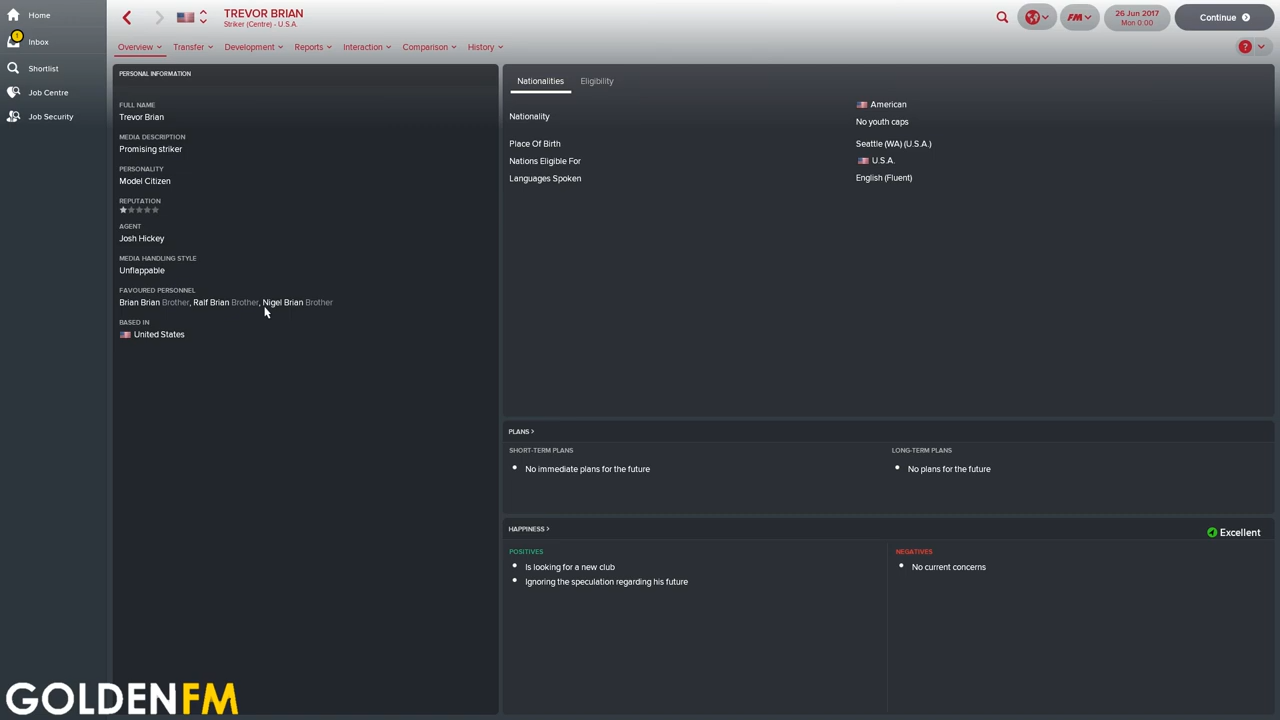 Home
1
Inbox
Shortlist
Job Centre
Job Security
TREVOR BRIAN
Striker (Centre) - U.S.A.
FM
26 Jun 2017
Mon 0:00
Continue
Overview Transfer Development Reports Interaction Comparison History
?
PERSONAL INFORMATION
FULL NAME
Trevor Brian
MEDIA DESCRIPTION
Promising striker
PERSONALITY
Model Citizen
REPUTATION
AGENT
Josh Hickey
MEDIA HANDLING STYLE
Unflappable
FAVOURED PERSONNEL
Brian Brian Brother, Ralf Brian Brother, Nigel Brian Brother
BASED IN
United States
Nationalities Eligibility
Nationality American
No youth caps
Place Of Birth Seattle (WA) (U.S.A.)
Nations Eligible For U.S.A.
Languages Spoken English (Fluent)
PLANS >
SHORT-TERM PLANS LONG-TERM PLANS
• No immediate plans for the future • No plans for the future
HAPPINESS > Excellent
POSITIVES NEGATIVES
• Is looking for a new club • No current concerns
• Ignoring the speculation regarding his future
GOLDENFM